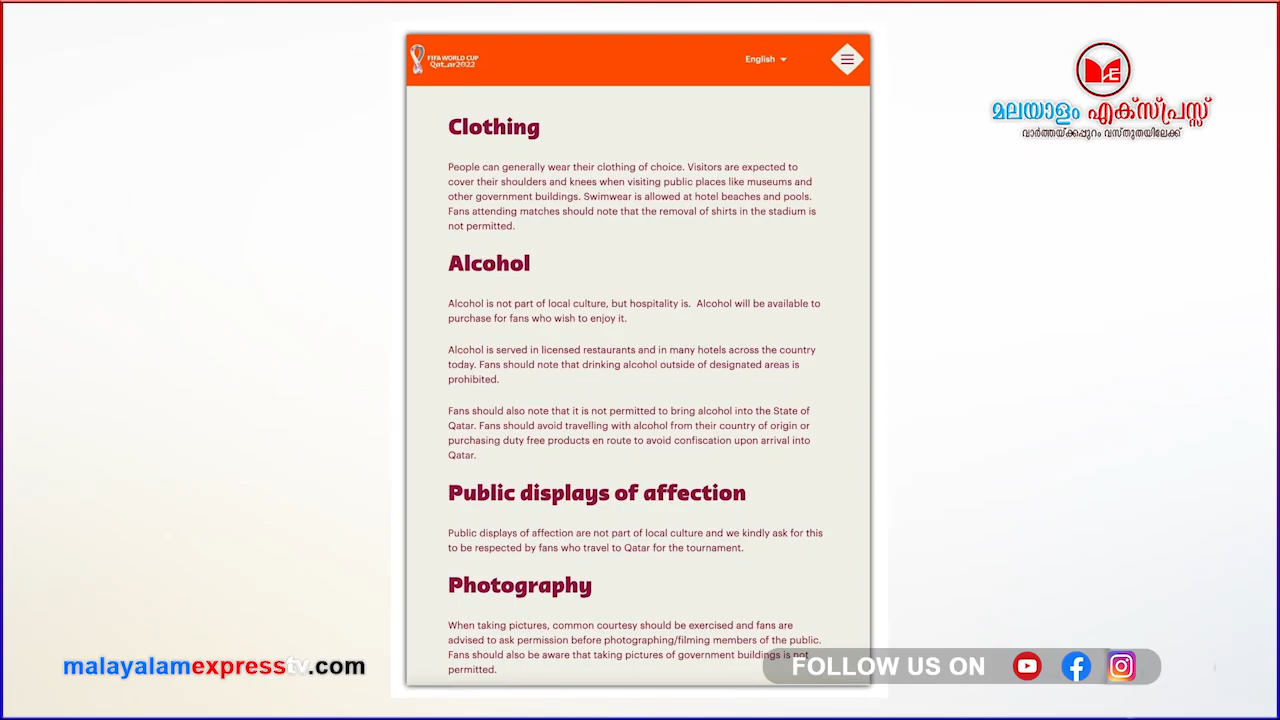 FIFA WORLD CUP
Qatar2022
English
മലയാളം എക്സ്പ്രസ്സ്
വാർത്തയ്ക്കപ്പുറം വസ്തുതയിലേക്ക്
Clothing
People can generally wear their clothing of choice. Visitors are expected to
cover their shoulders and knees when visiting public places like museums and
other government buildings. Swimwear is allowed at hotel beaches and pools.
Fans attending matches should note that the removal of shirts in the stadium is
not permitted.
Alcohol
Alcohol is not part of local culture, but hospitality is. Alcohol will be available to
purchase for fans who wish to enjoy it.
Alcohol is served in licensed restaurants and in many hotels across the country
today. Fans should note that drinking alcohol outside of designated areas is
prohibited.
Fans should also note that it is not permitted to bring alcohol into the State of
Qatar. Fans should avoid travelling with alcohol from their country of origin or
purchasing duty free products en route to avoid confiscation upon arrival into
Qatar.
Public displays of affection
Public displays of affection are not part of local culture and we kindly ask for this
to be respected by fans who travel to Qatar for the tournament.
Photography
When taking pictures, common courtesy should be exercised and fans are
advised to ask permission before photographing/filming members of the public.
Fans should also be aware that taking pictures of government buildings is not
permitted.
malayalamexpresstv.com
FOLLOW US ON